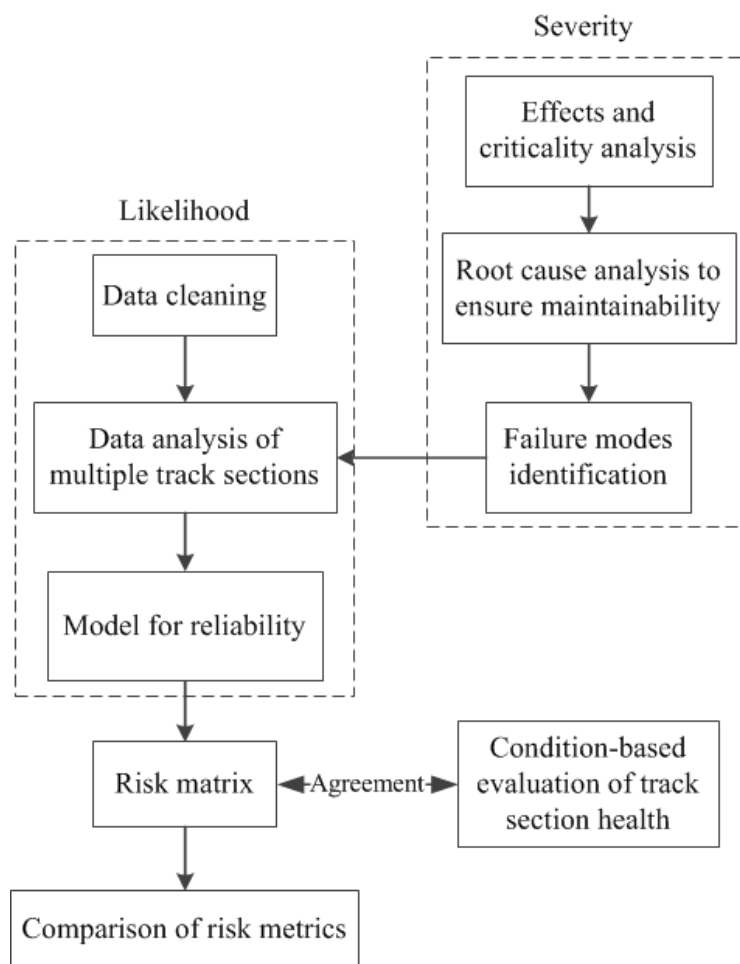 Severity
Effects and
criticality analysis
Root cause analysis to
ensure maintainability
Failure modes
identification
Likelihood
Data cleaning
Data analysis of
multiple track sections
Model for reliability
Risk matrix
Agreement
Condition-based
evaluation of track
section health
Comparison of risk metrics